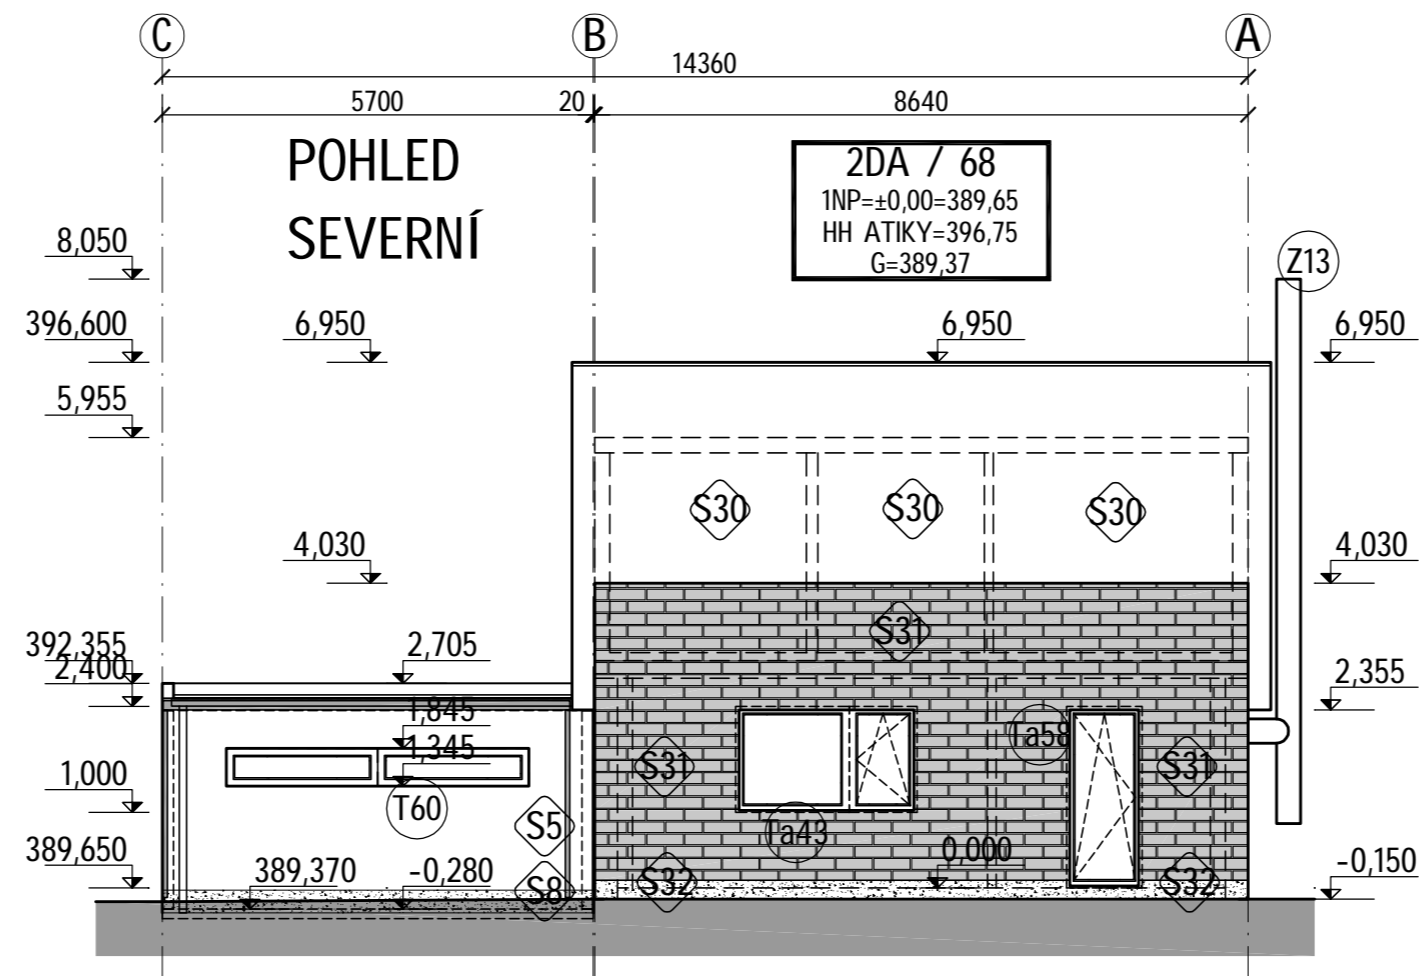 C
B
A
14360
5700
20
8640
POHLED
SEVERNÍ
2DA / 68
1NP=±0,00=389,65
HH ATIKY=396,75
G=389,37
8,050
Z13
396,600
6,950
6,950
6,950
5,955
S30
S30
S30
4,030
4,030
S31
392,355
2,400
2,705
2,355
1,845
1,345
Ta58
S31
S31
1,000
T60
S5
Ta43
389,650
389,370
-0,280
S8
0,000
S32
S32
-0,150